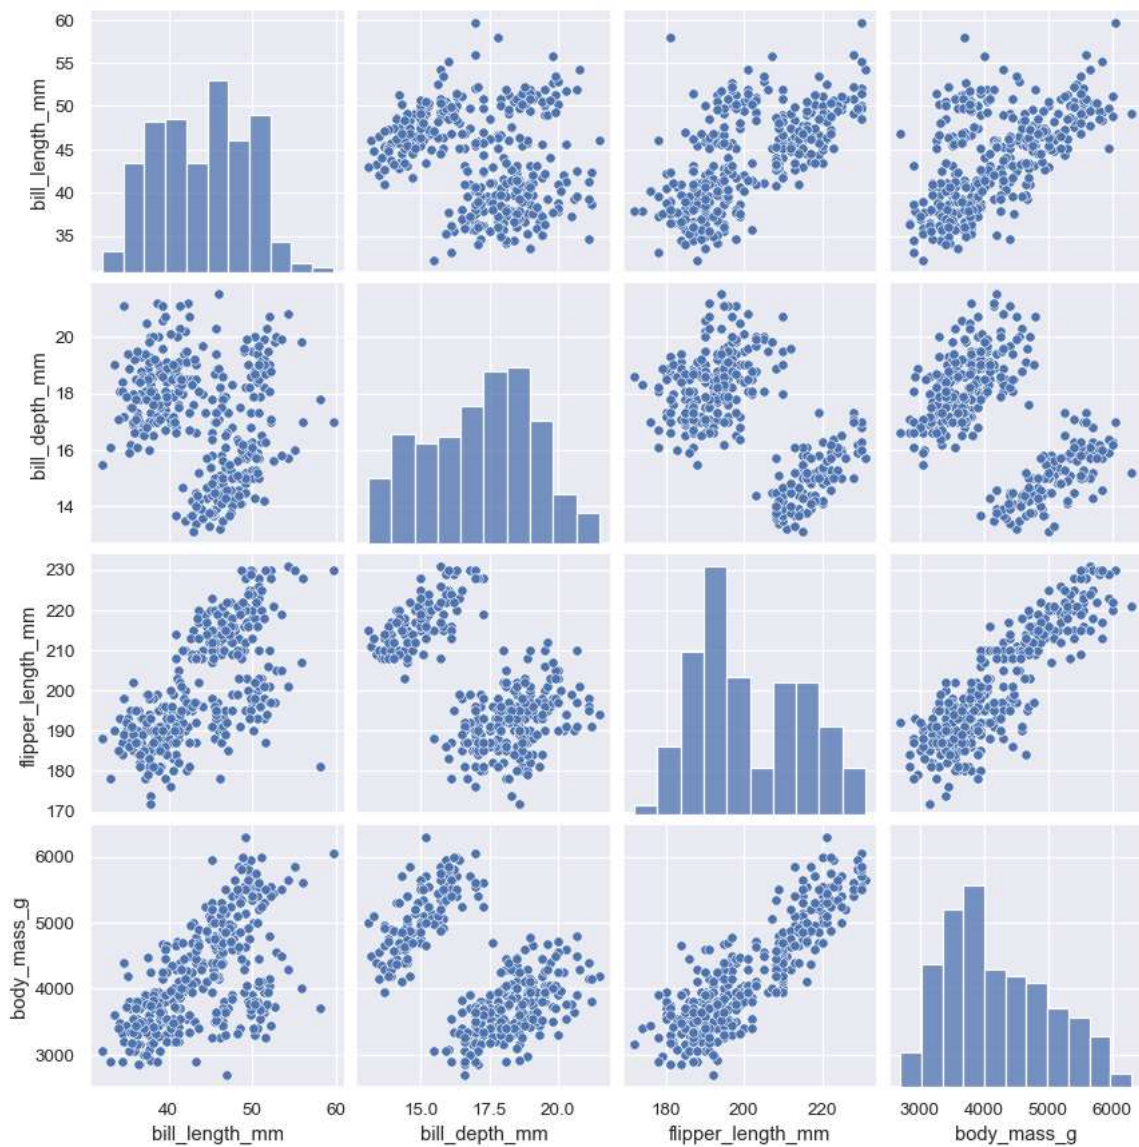 60
55
50
45
40
35
bill_length_mm
20
18
16
14
bill_depth_mm
230
220
210
200
190
180
170
flipper_length_mm
6000
5000
4000
3000
body_mass_g
40 50 60
bill_length_mm
15.0 17.5 20.0
bill_depth_mm
180 200 220
flipper_length_mm
3000 4000 5000 6000
body_mass_g